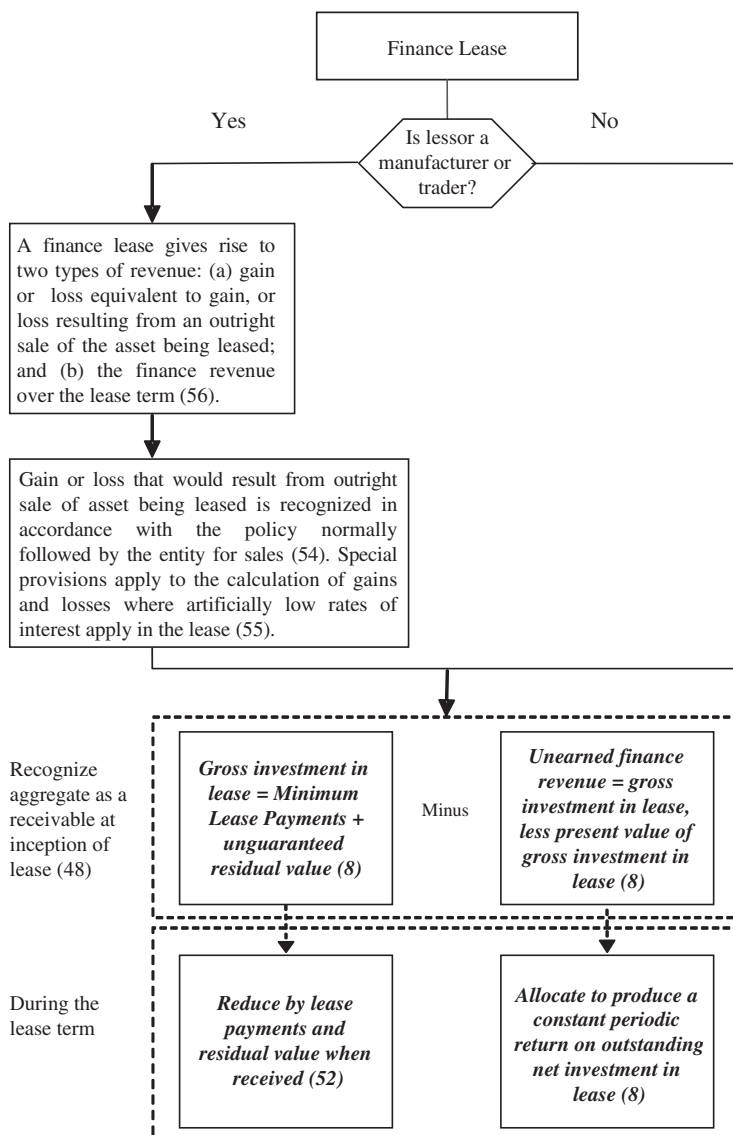 Finance Lease
Yes
No
Is lessor a
manufacturer or
trader?
A finance lease gives rise to
two types of revenue: (a) gain
or loss equivalent to gain, or
loss resulting from an outright
sale of the asset being leased;
and (b) the finance revenue
over the lease term (56).
Gain or loss that would result from outright
sale of asset being leased is recognized in
accordance with the policy normally
followed by the entity for sales (54). Special
provisions apply to the calculation of gains
and losses where artificially low rates of
interest apply in the lease (55).
Recognize
aggregate as a
receivable at
inception of
lease (48)
Gross investment in
lease = Minimum
Lease Payments +
unguaranteed
residual value (8)
Minus
Unearned finance
revenue = gross
investment in lease,
less present value of
gross investment in
lease (8)
During the
lease term
Reduce by lease
payments and
residual value when
received (52)
Allocate to produce a
constant periodic
return on outstanding
net investment in
lease (8)